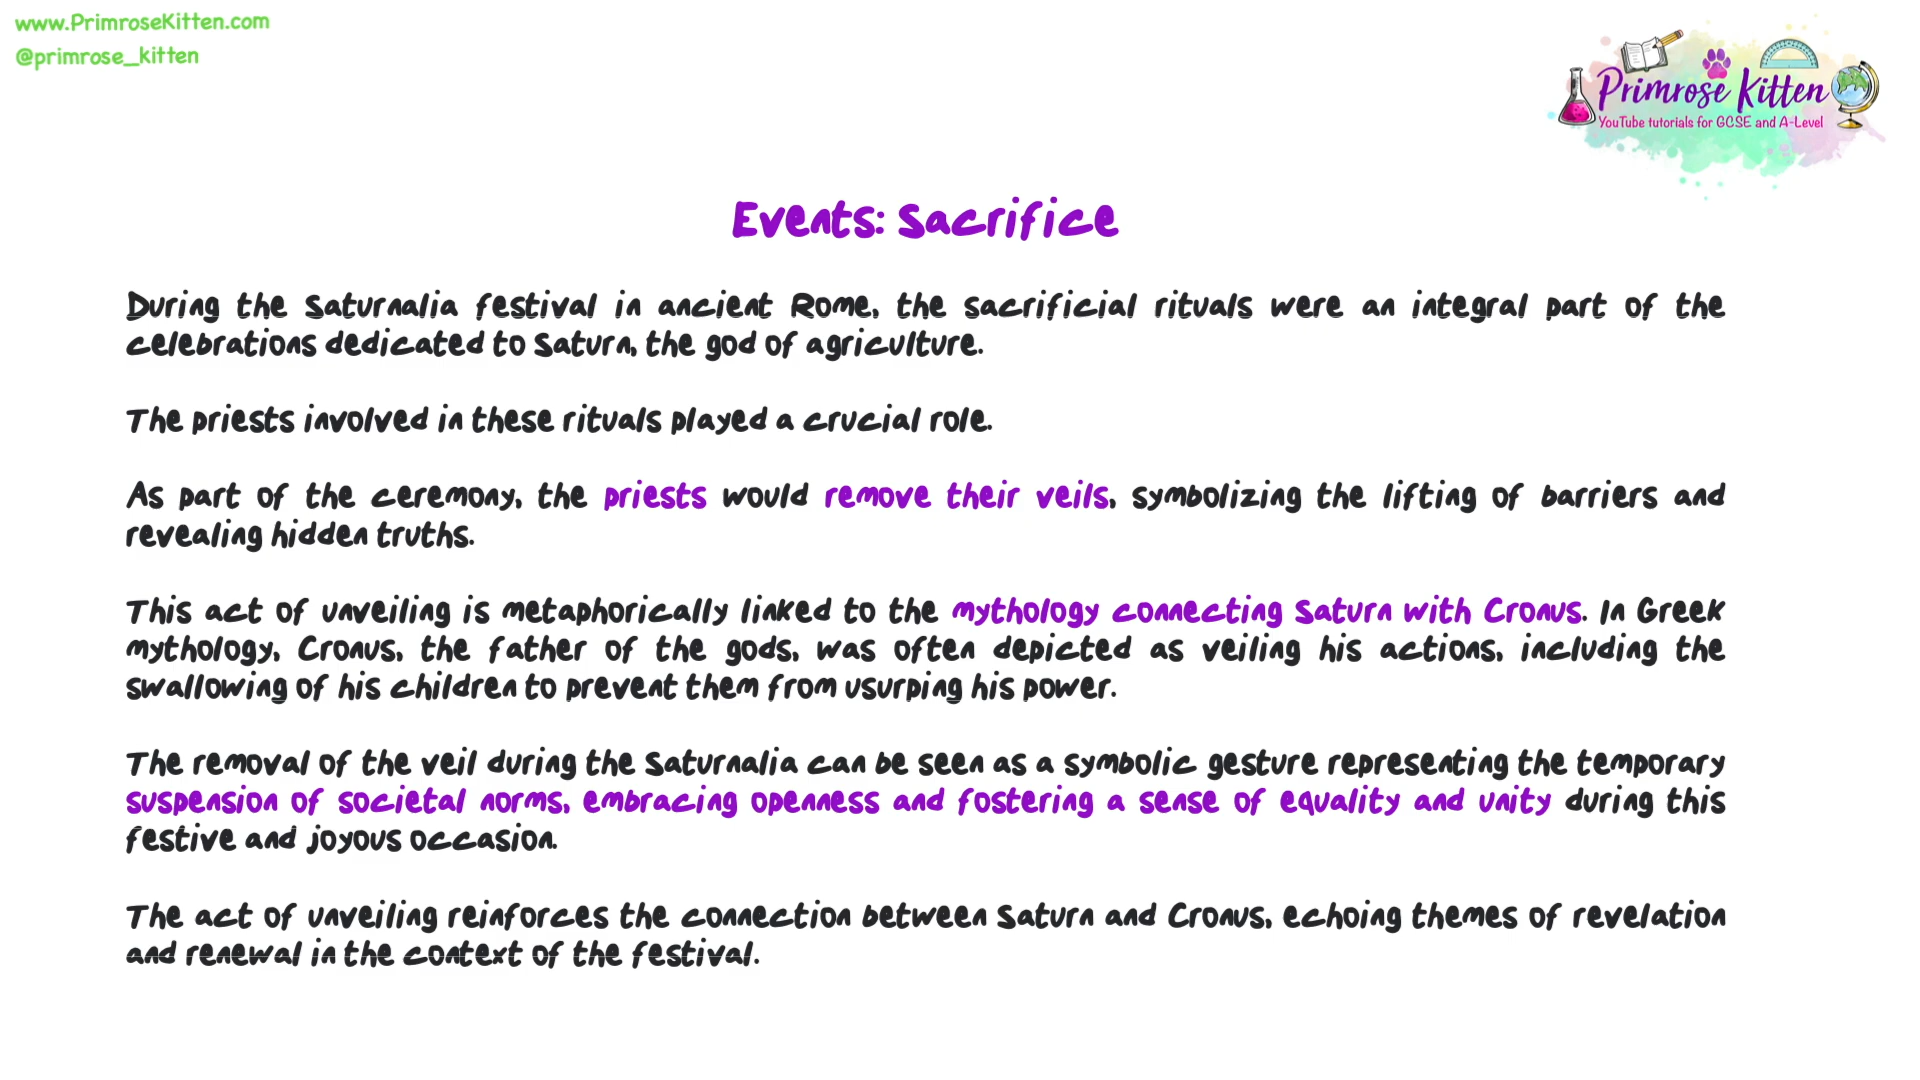 www.PrimroseKitten.com
@primrose_kitten
Primrose Kitten
YouTube tutorials for GCSE and A-Level
Events: Sacrifice
During the Saturnalia festival in ancient Rome, the sacrificial rituals were an integral part of the
celebrations dedicated to Saturn, the god of agriculture.
The priests involved in these rituals played a crucial role.
As part of the ceremony, the priests would remove their veils, symbolizing the lifting of barriers and
revealing hidden truths.
This act of unveiling is metaphorically linked to the mythology connecting Saturn with Cronus. In Greek
mythology, Cronus, the father of the gods, was often depicted as veiling his actions, including the
swallowing of his children to prevent them from usurping his power.
The removal of the veil during the Saturnalia can be seen as a symbolic gesture representing the temporary
suspension of societal norms, embracing openness and fostering a sense of equality and unity during this
festive and joyous occasion.
The act of unveiling reinforces the connection between Saturn and Cronus, echoing themes of revelation
and renewal in the context of the festival.